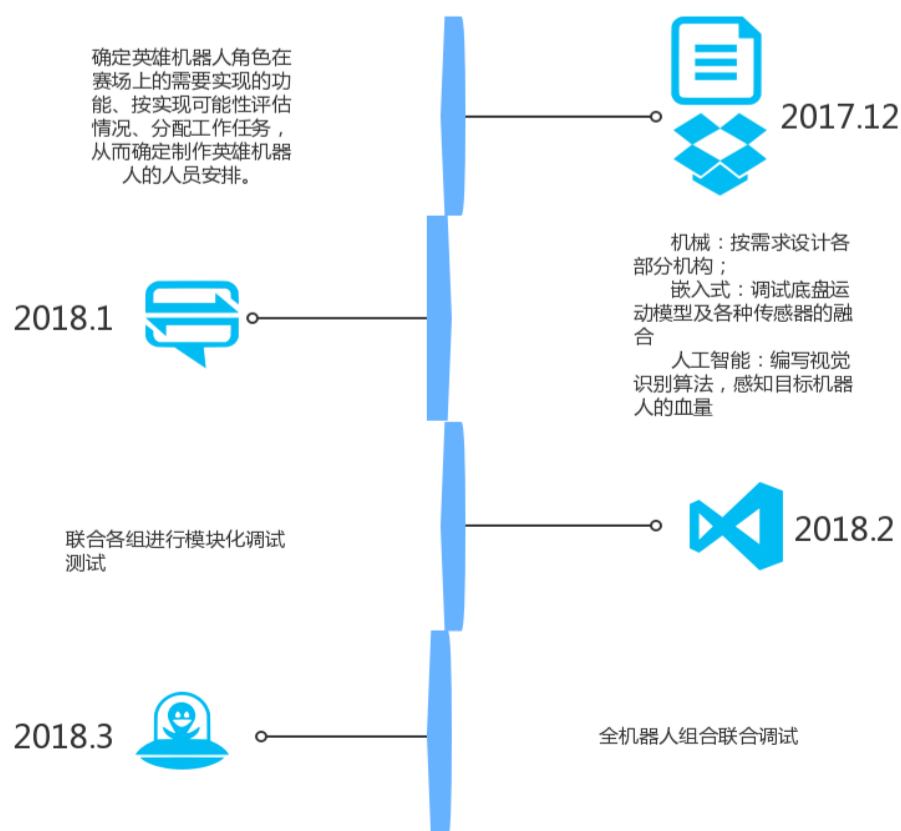 确定英雄机器人角色在
赛场上的需要实现的功
能、按实现可能性评估
情况、分配工作任务，
从而确定制作英雄机器
人的人员安排。
2017.12
2018.1
机械：按需求设计各
部分机构；
嵌入式：调试底盘运
动模型及各种传感器的融
合
人工智能：编写视觉
识别算法，感知目标机器
人的血量
联合各组进行模块化调试
测试
2018.2
2018.3
全机器人组合联合调试